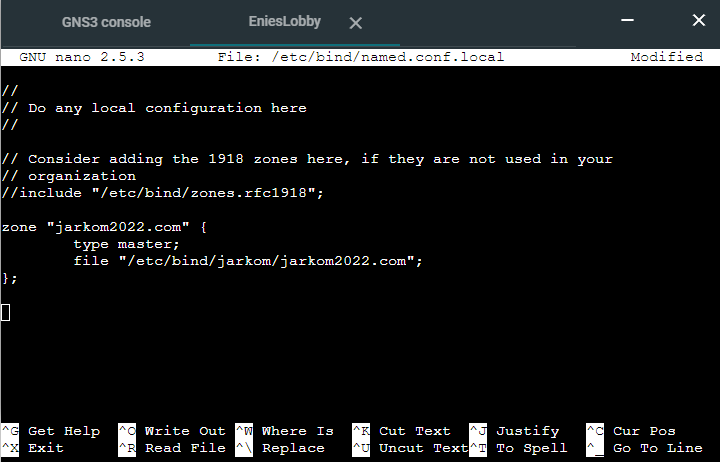 GNS3 console EniesLobby
GNU nano 2.5.3 File: /etc/bind/named.conf.local Modified
//
// Do any local configuration here
//
// Consider adding the 1918 zones here, if they are not used in your
// organization
//include "/etc/bind/zones.rfc1918";
zone "jarkom2022.com" {
type master;
file "/etc/bind/jarkom/jarkom2022.com";
};
^G Get Help ^O Write Out ^W Where Is ^K Cut Text ^J Justify ^C Cur Pos
^X Exit ^R Read File ^\ Replace ^U Uncut Text ^T To Spell ^_ Go To Line